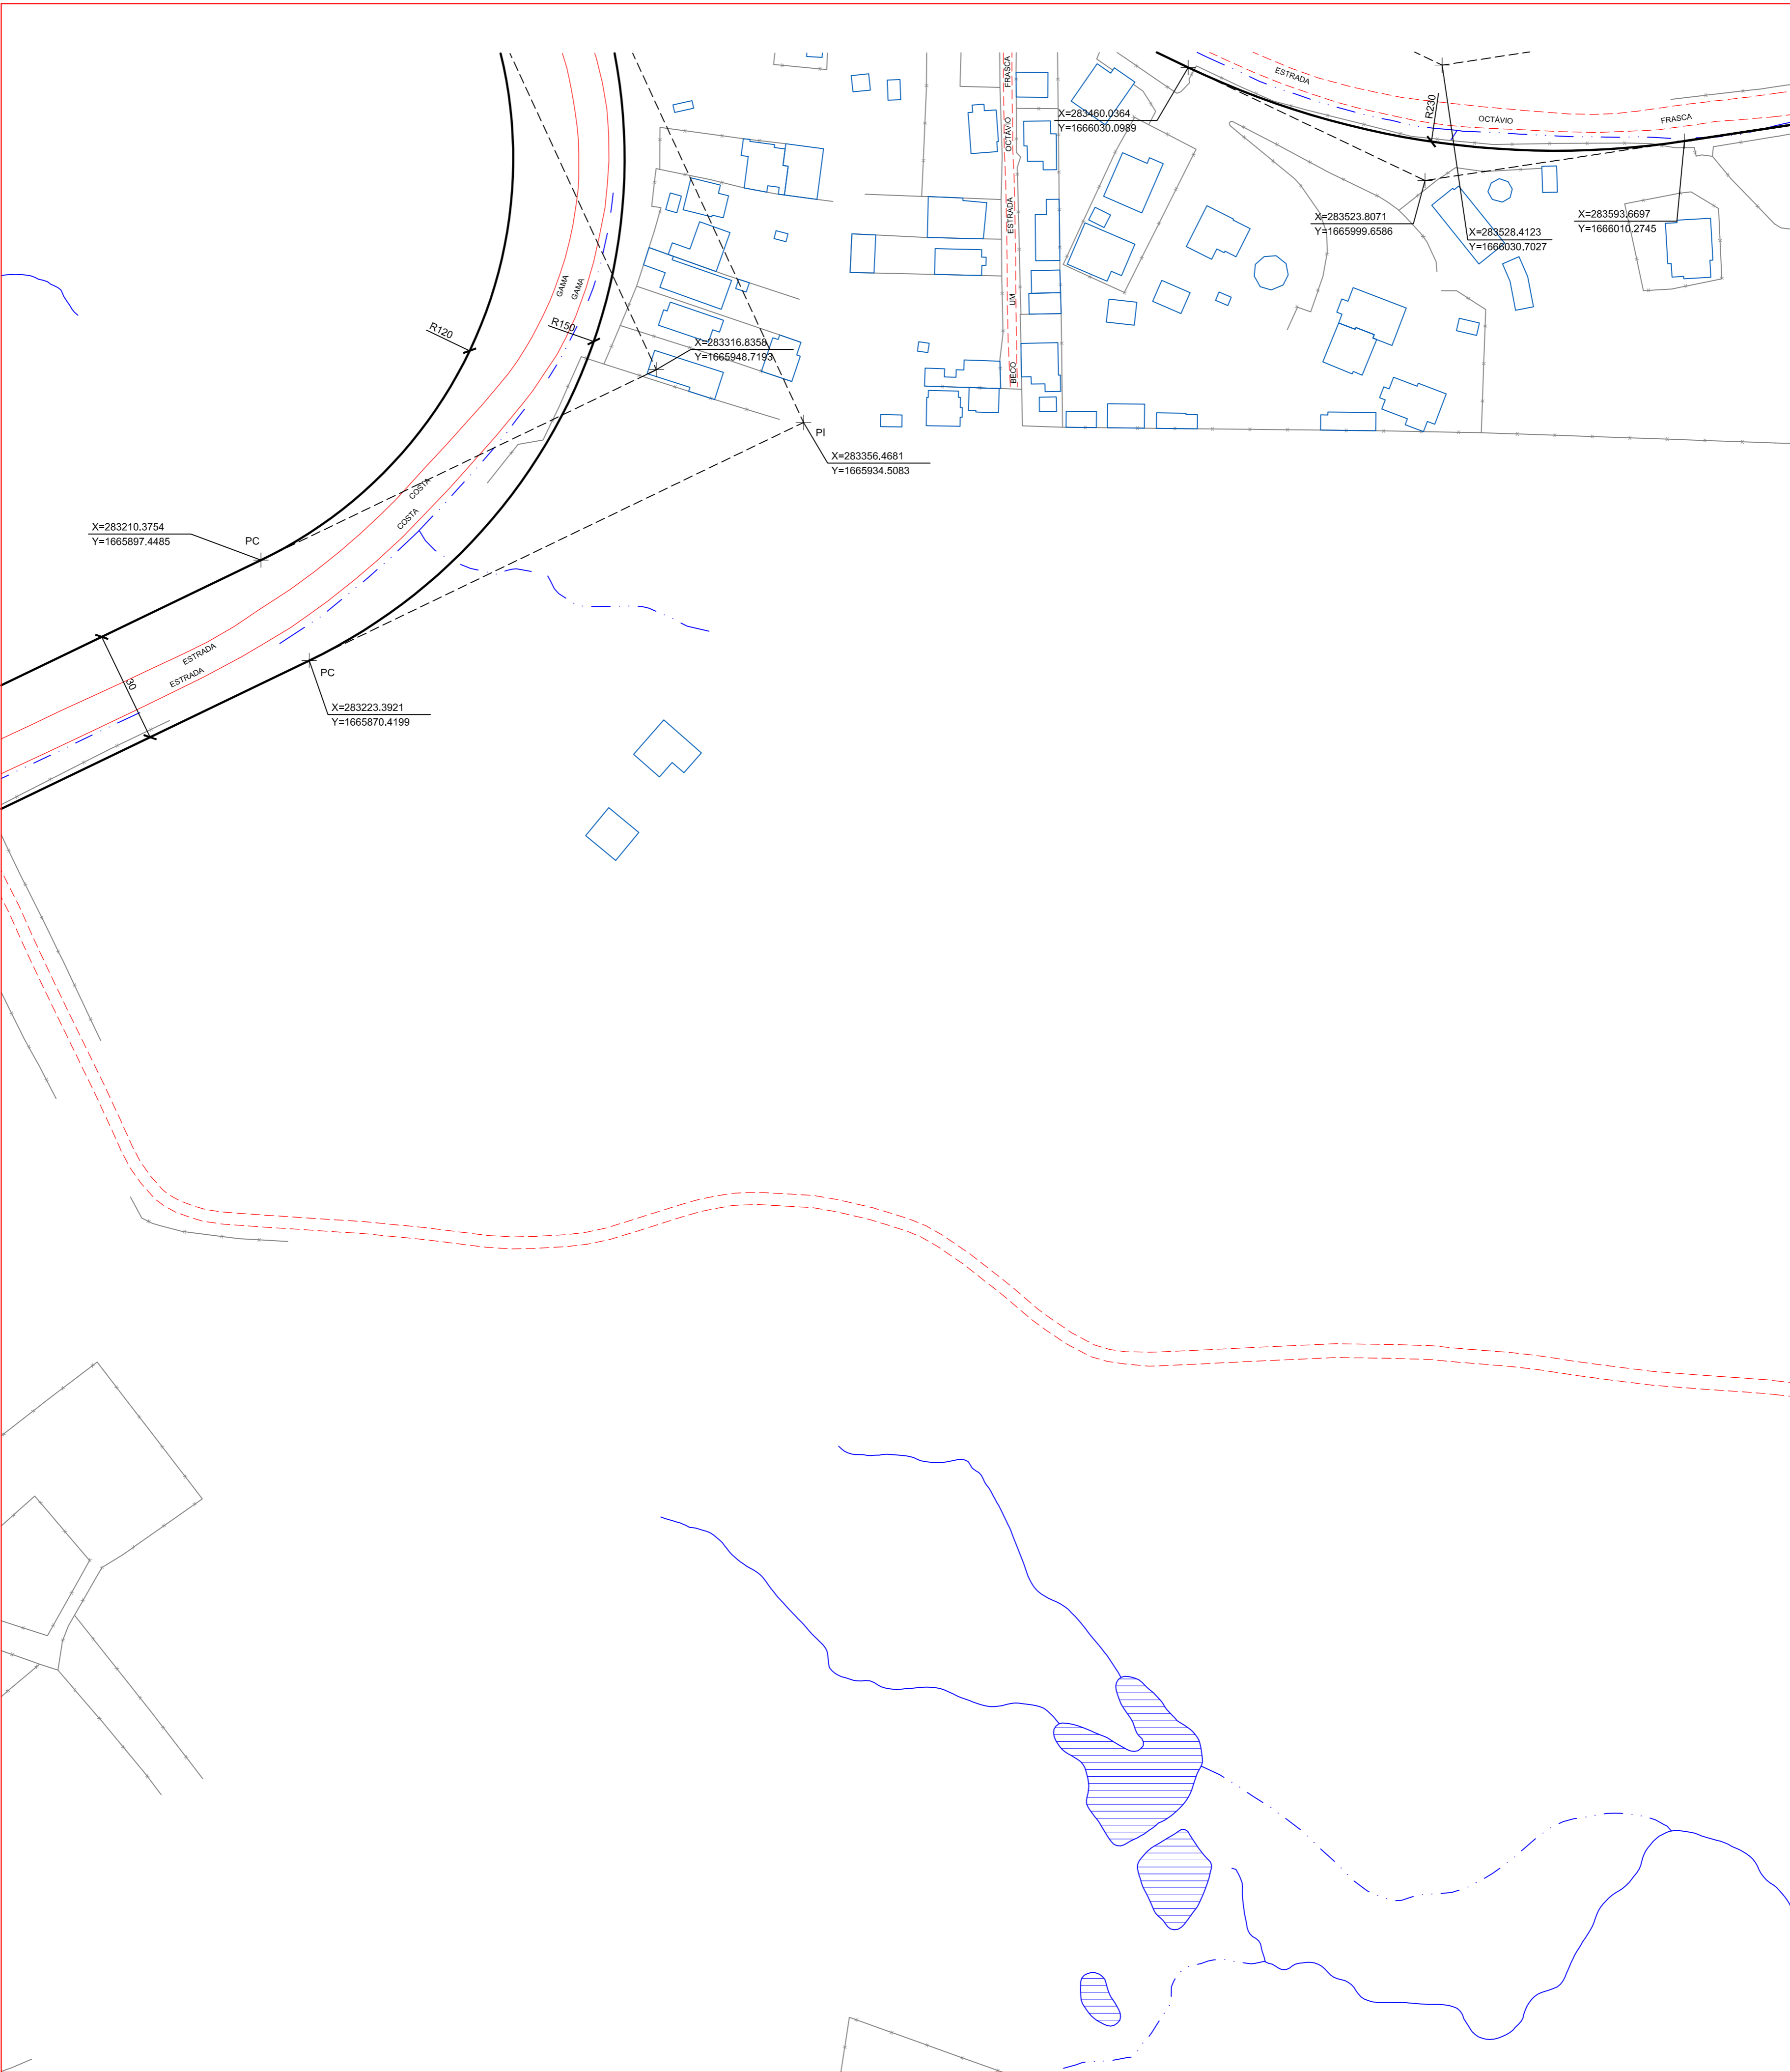 FRASCA
OCTÁVIO
ESTRADA
UM
BECO
ESTRADA
OCTÁVIO
FRASCA
R230
X=283460.0364
Y=1666030.0989
X=283523.8071
Y=1665999.6586
X=283528.4123
Y=1666030.7027
X=283593.6697
Y=1666010.2745
GAMA
GAMA
R120
R150
X=283316.8358
Y=1665948.7193
PI
X=283356.4681
Y=1665934.5083
COSTA
COSTA
X=283210.3754
Y=1665897.4485
PC
ESTRADA
ESTRADA
30
PC
X=283223.3921
Y=1665870.4199